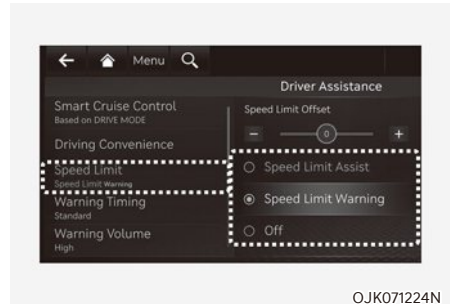 Menu
Driver Assistance
Smart Cruise Control
Based on DRIVE MODE
Driving Convenience
Speed Limit
Speed Limit Warning
Warning Timing
Standard
Warning Volume
High
Speed Limit Offset
- 0 +
Speed Limit Assist
Speed Limit Warning
Off
OJK071224N